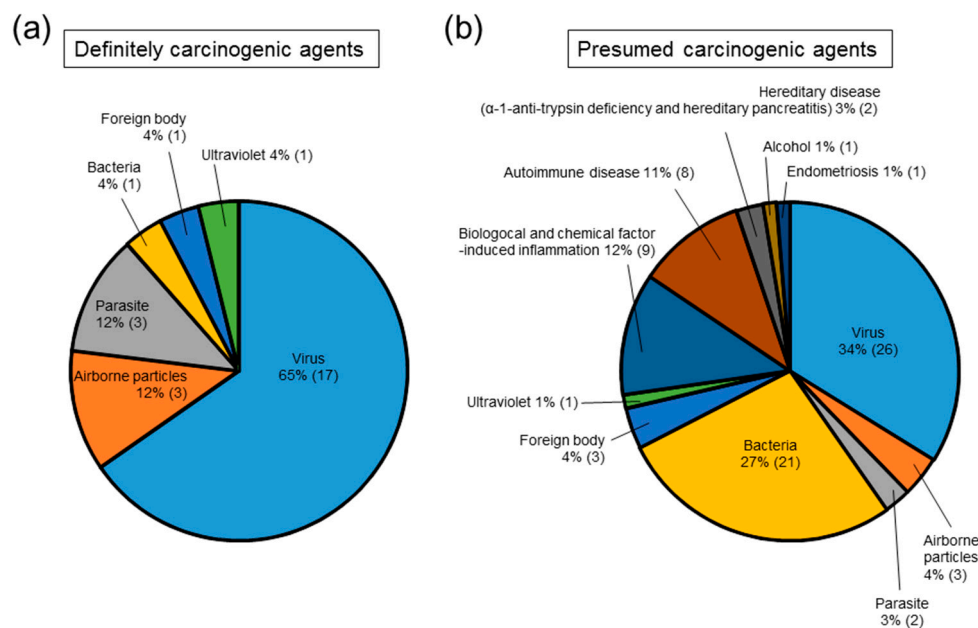 (a)
Definitely carcinogenic agents
Foreign body
4% (1)
Ultraviolet 4% (1)
Bacteria
4% (1)
Parasite
12% (3)
Airborne particles
12% (3)
Virus
65% (17)
(b)
Presumed carcinogenic agents
Hereditary disease
(α-1-anti-trypsin deficiency and hereditary pancreatitis) 3% (2)
Alcohol 1% (1)
Endometriosis 1% (1)
Autoimmune disease 11% (8)
Biologocal and chemical factor
-induced inflammation 12% (9)
Virus
34% (26)
Ultraviolet 1% (1)
Foreign body
4% (3)
Bacteria
27% (21)
Airborne
particles
4% (3)
Parasite
3% (2)